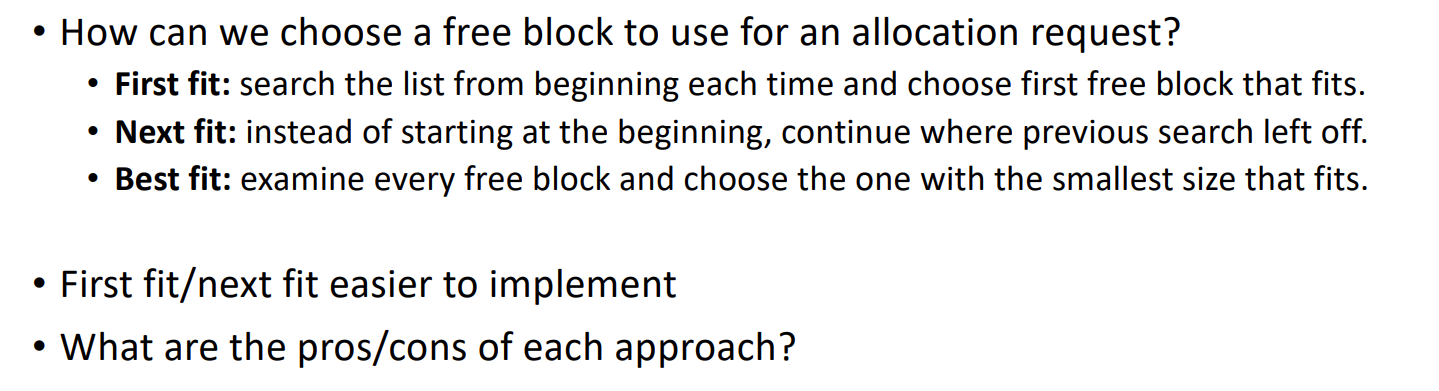 • How can we choose a free block to use for an allocation request?
• First fit: search the list from beginning each time and choose first free block that fits.
• Next fit: instead of starting at the beginning, continue where previous search left off.
• Best fit: examine every free block and choose the one with the smallest size that fits.
• First fit/next fit easier to implement
• What are the pros/cons of each approach?